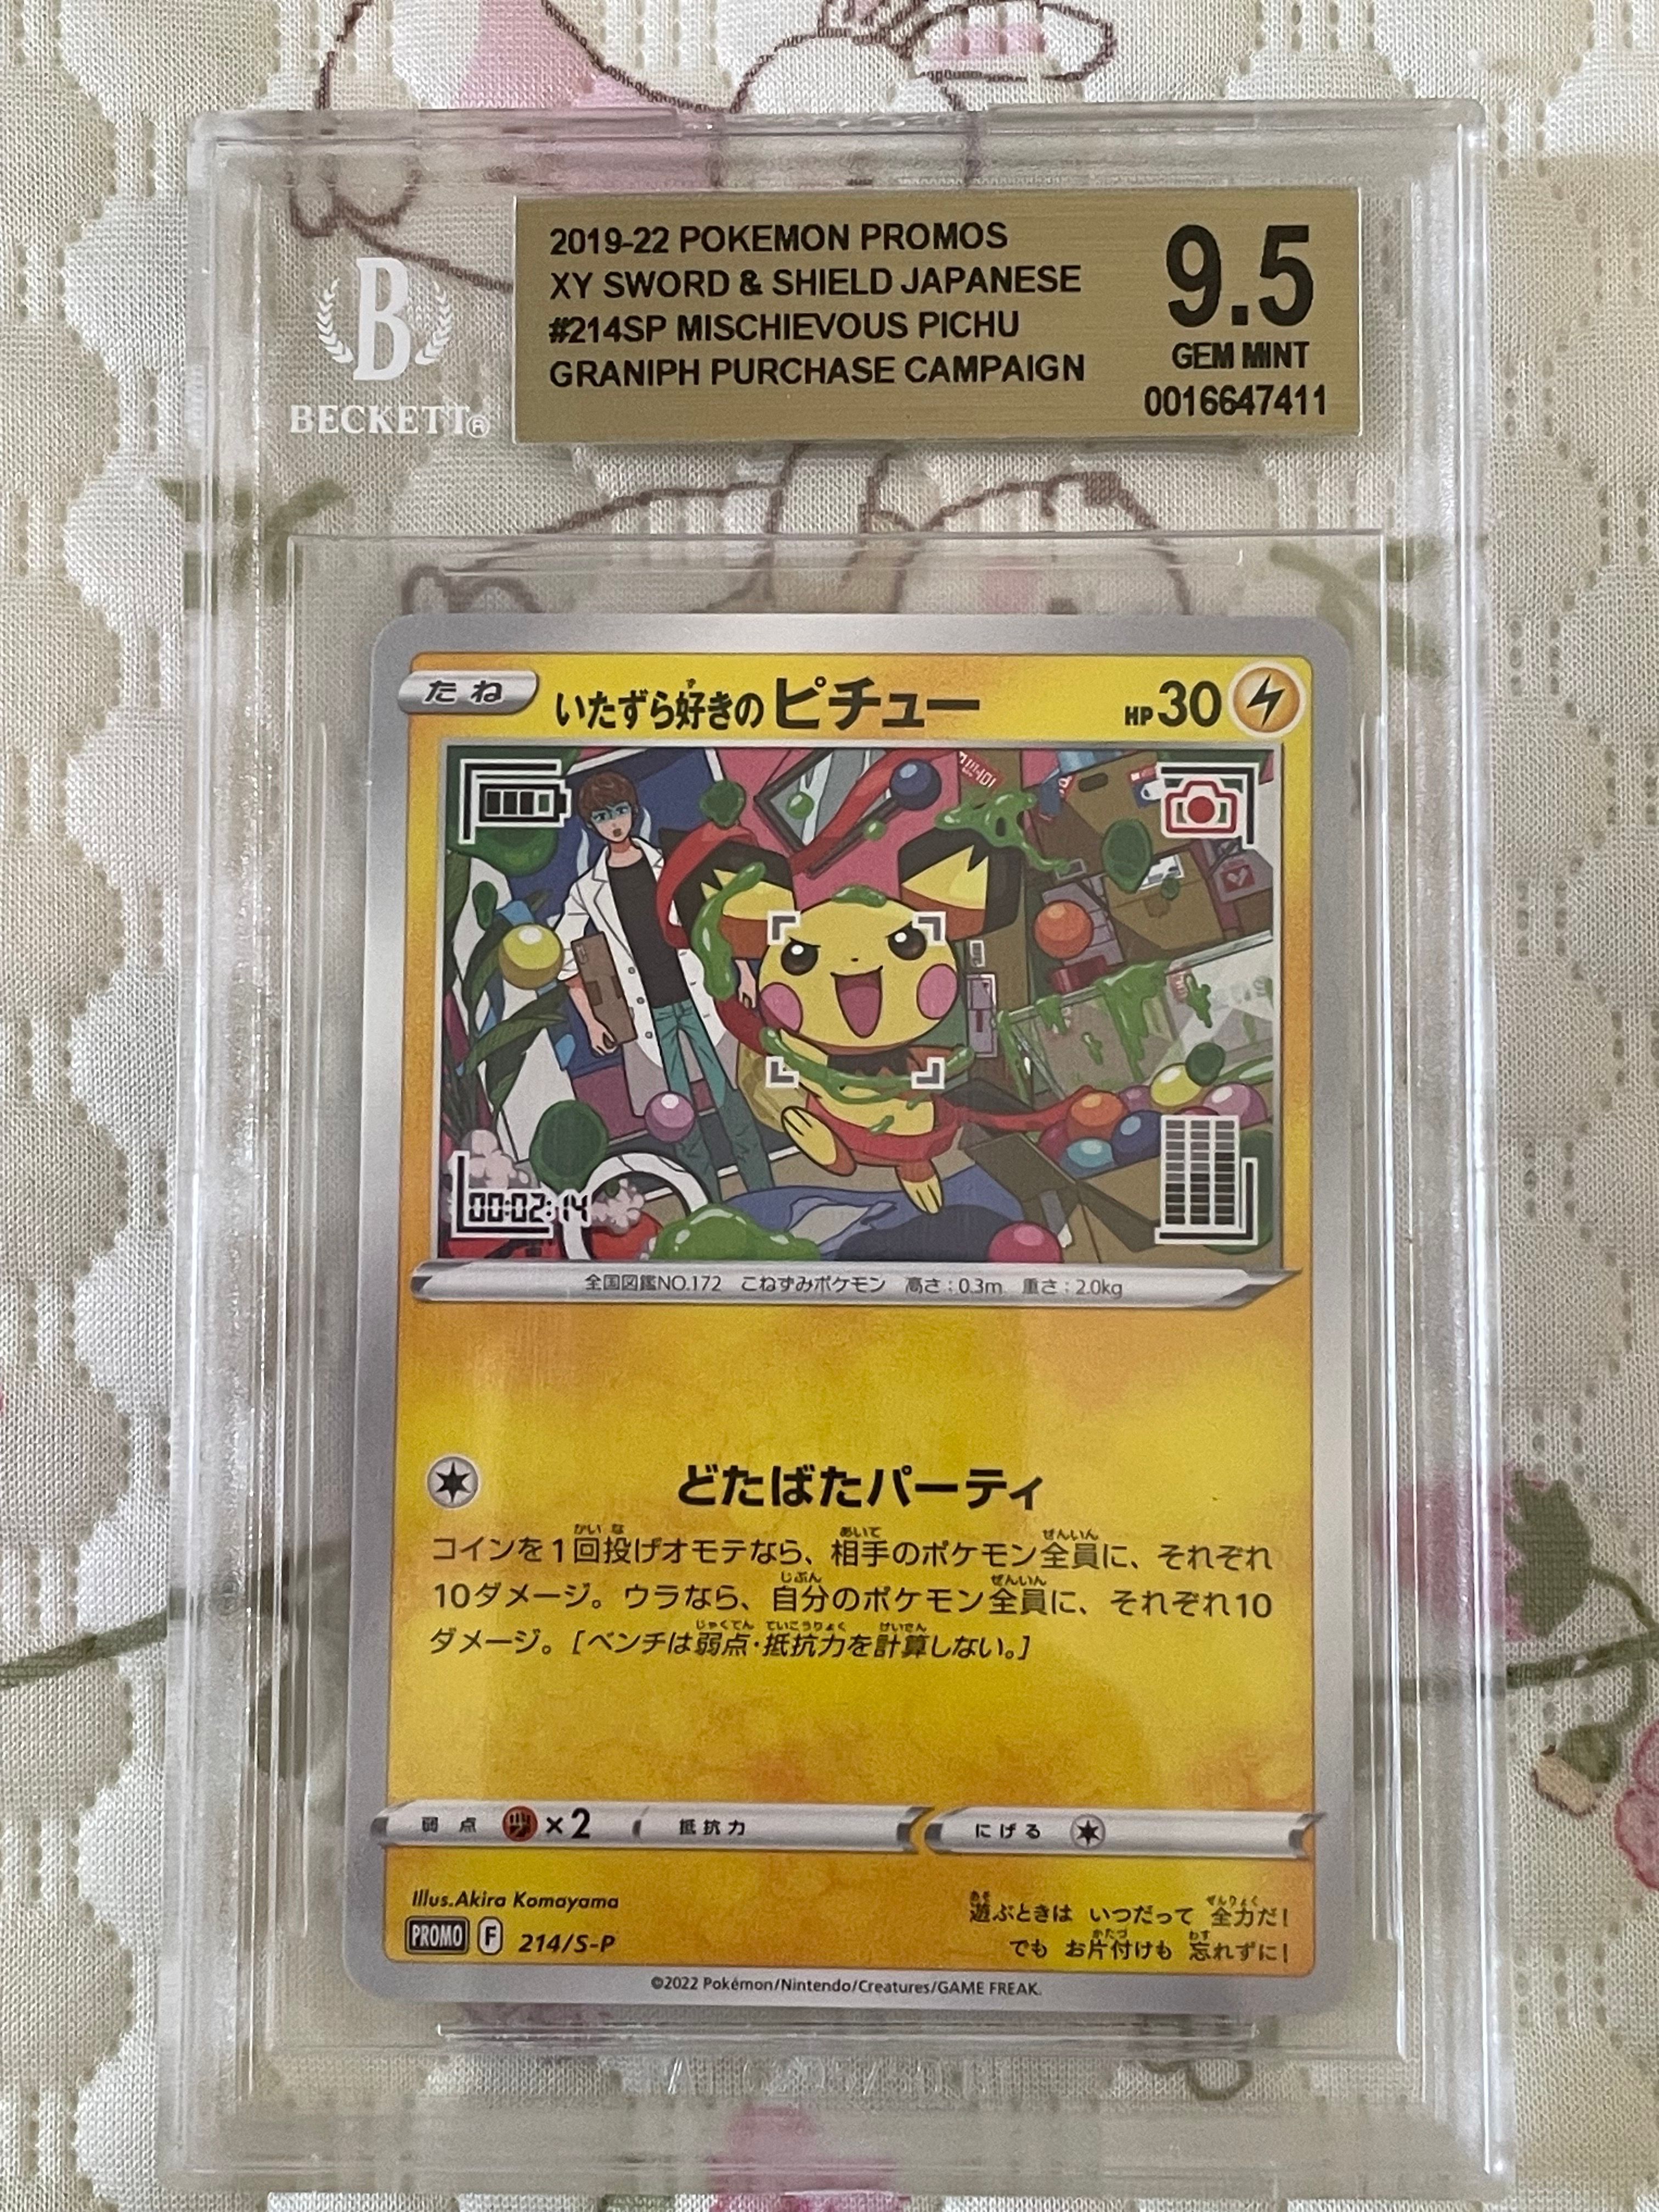 2019-22 POKEMON PROMOS
XY SWORD & SHIELD JAPANESE
#214SP MISCHIEVOUS PICHU
GRANIPH PURCHASE CAMPAIGN
9.5
GEM MINT
0016647411
B
BECKETT®
たね
いたずら好きのピチュー
HP30
00:02:14
全国図鑑NO.172 こねずみポケモン 高さ:0.3m 重さ:2.0kg
どたばたパーティ
コインを1回投げオモテなら、相手のポケモン全員に、それぞれ
10ダメージ。ウラなら、自分のポケモン全員に、それぞれ10
ダメージ。[ベンチは弱点・抵抗力を計算しない。]
弱点 ×2 抵抗力 にげる
Illus.Akira Komayama
PROMO F 214/S-P
遊ぶときは いつだって 全力だ!
でも お片付けも 忘れずに!
©2022 Pokémon/Nintendo/Creatures/GAME FREAK.